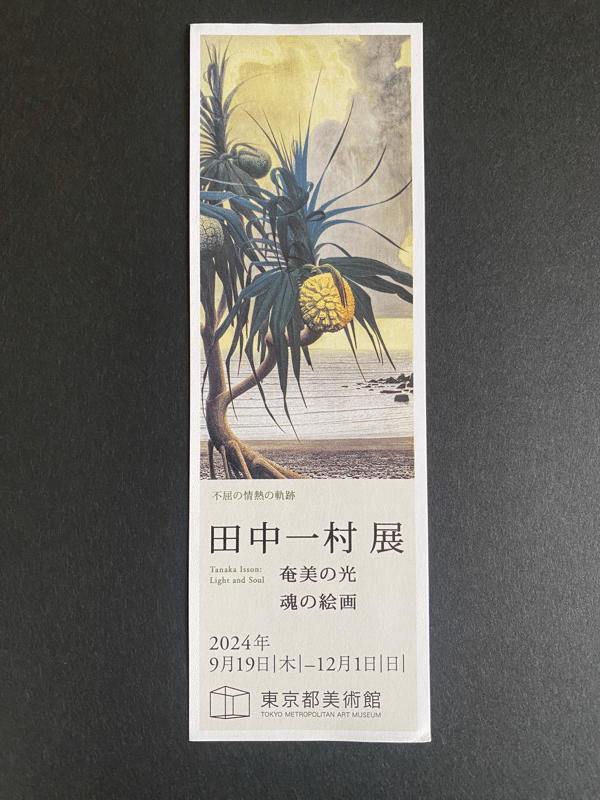 不屈の情熱の軌跡
田中一村 展
Tanaka Isson:
Light and Soul
奄美の光
魂の絵画
2024年
9月19日|木|–12月1日|日|
東京都美術館
TOKYO METROPOLITAN ART MUSEUM